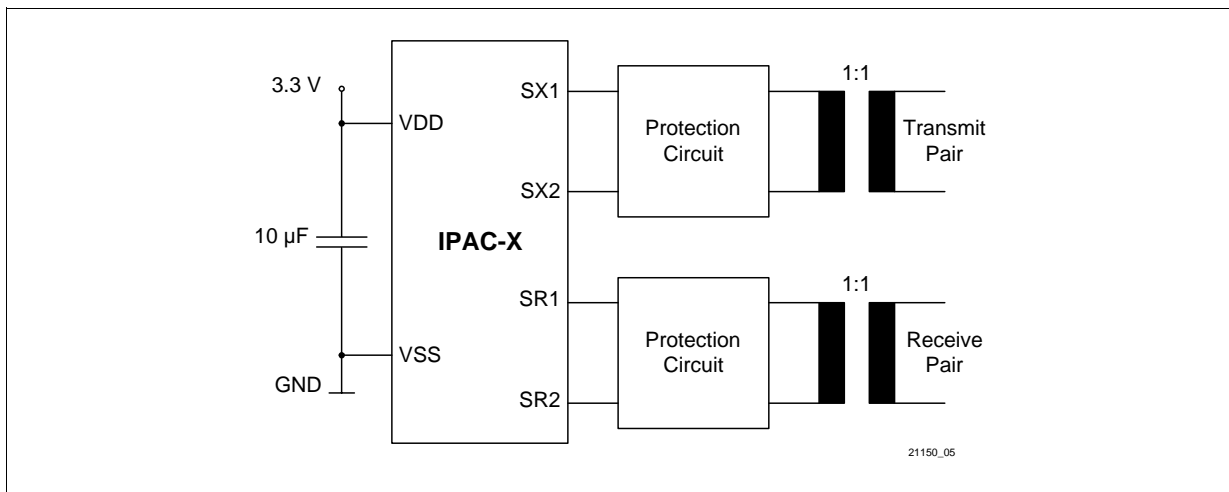 3.3 V
VDD
10 µF
VSS
GND
IPAC-X
SX1
SX2
SR1
SR2
Protection
Circuit
1:1
Transmit
Pair
Protection
Circuit
1:1
Receive
Pair
21150_05